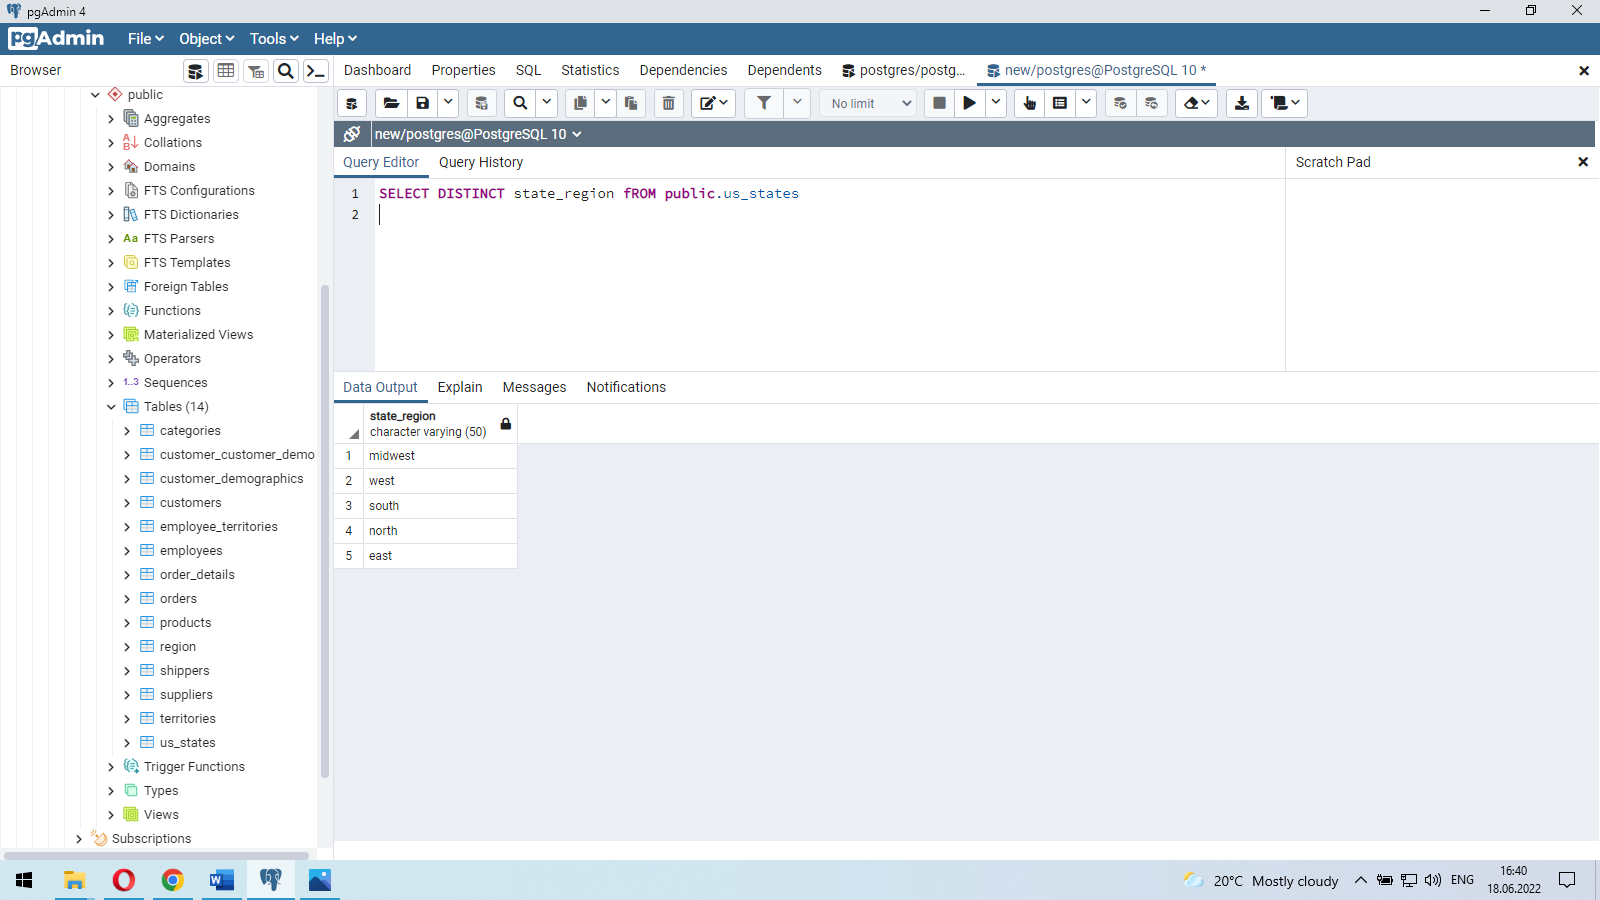 pgAdmin 4
pgAdmin File Object Tools Help
Browser
Dashboard Properties SQL Statistics Dependencies Dependents postgres/postg... new/postgres@PostgreSQL 10 *
No limit
new/postgres@PostgreSQL 10
Query Editor Query History
Scratch Pad
1 SELECT DISTINCT state_region fROM public.us_states
2
Data Output Explain Messages Notifications
state_region
character varying (50)
1 midwest
2 west
3 south
4 north
5 east
public
Aggregates
Collations
Domains
FTS Configurations
FTS Dictionaries
Aa FTS Parsers
FTS Templates
Foreign Tables
Functions
Materialized Views
Operators
1..3 Sequences
Tables (14)
categories
customer_customer_demo
customer_demographics
customers
employee_territories
employees
order_details
orders
products
region
shippers
suppliers
territories
us_states
Trigger Functions
Types
Views
Subscriptions
20°C Mostly cloudy
ENG
16:40
18.06.2022